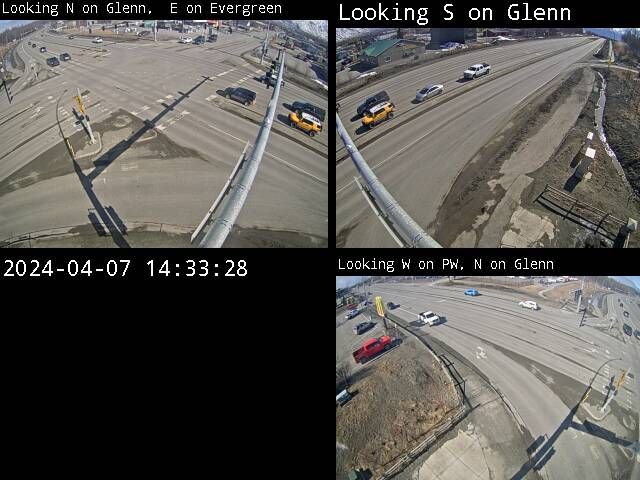 Looking N on Glenn,  E on Evergreen
Looking S on Glenn
2024-04-07 14:33:28
Looking W on PW, N on Glenn